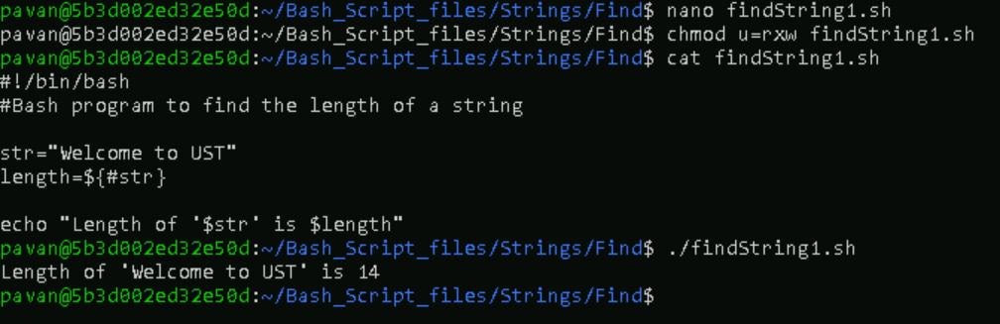 pavan@5b3d002ed32e50d:~/Bash_Script_files/Strings/Find$ nano findString1.sh
pavan@5b3d002ed32e50d:~/Bash_Script_files/Strings/Find$ chmod u=rxw findString1.sh
pavan@5b3d002ed32e50d:~/Bash_Script_files/Strings/Find$ cat findString1.sh
#!/bin/bash
#Bash program to find the length of a string
str="Welcome to UST"
length=${#str}
echo "Length of '$str' is $length"
pavan@5b3d002ed32e50d:~/Bash_Script_files/Strings/Find$ ./findString1.sh
Length of 'Welcome to UST' is 14
pavan@5b3d002ed32e50d:~/Bash_Script_files/Strings/Find$